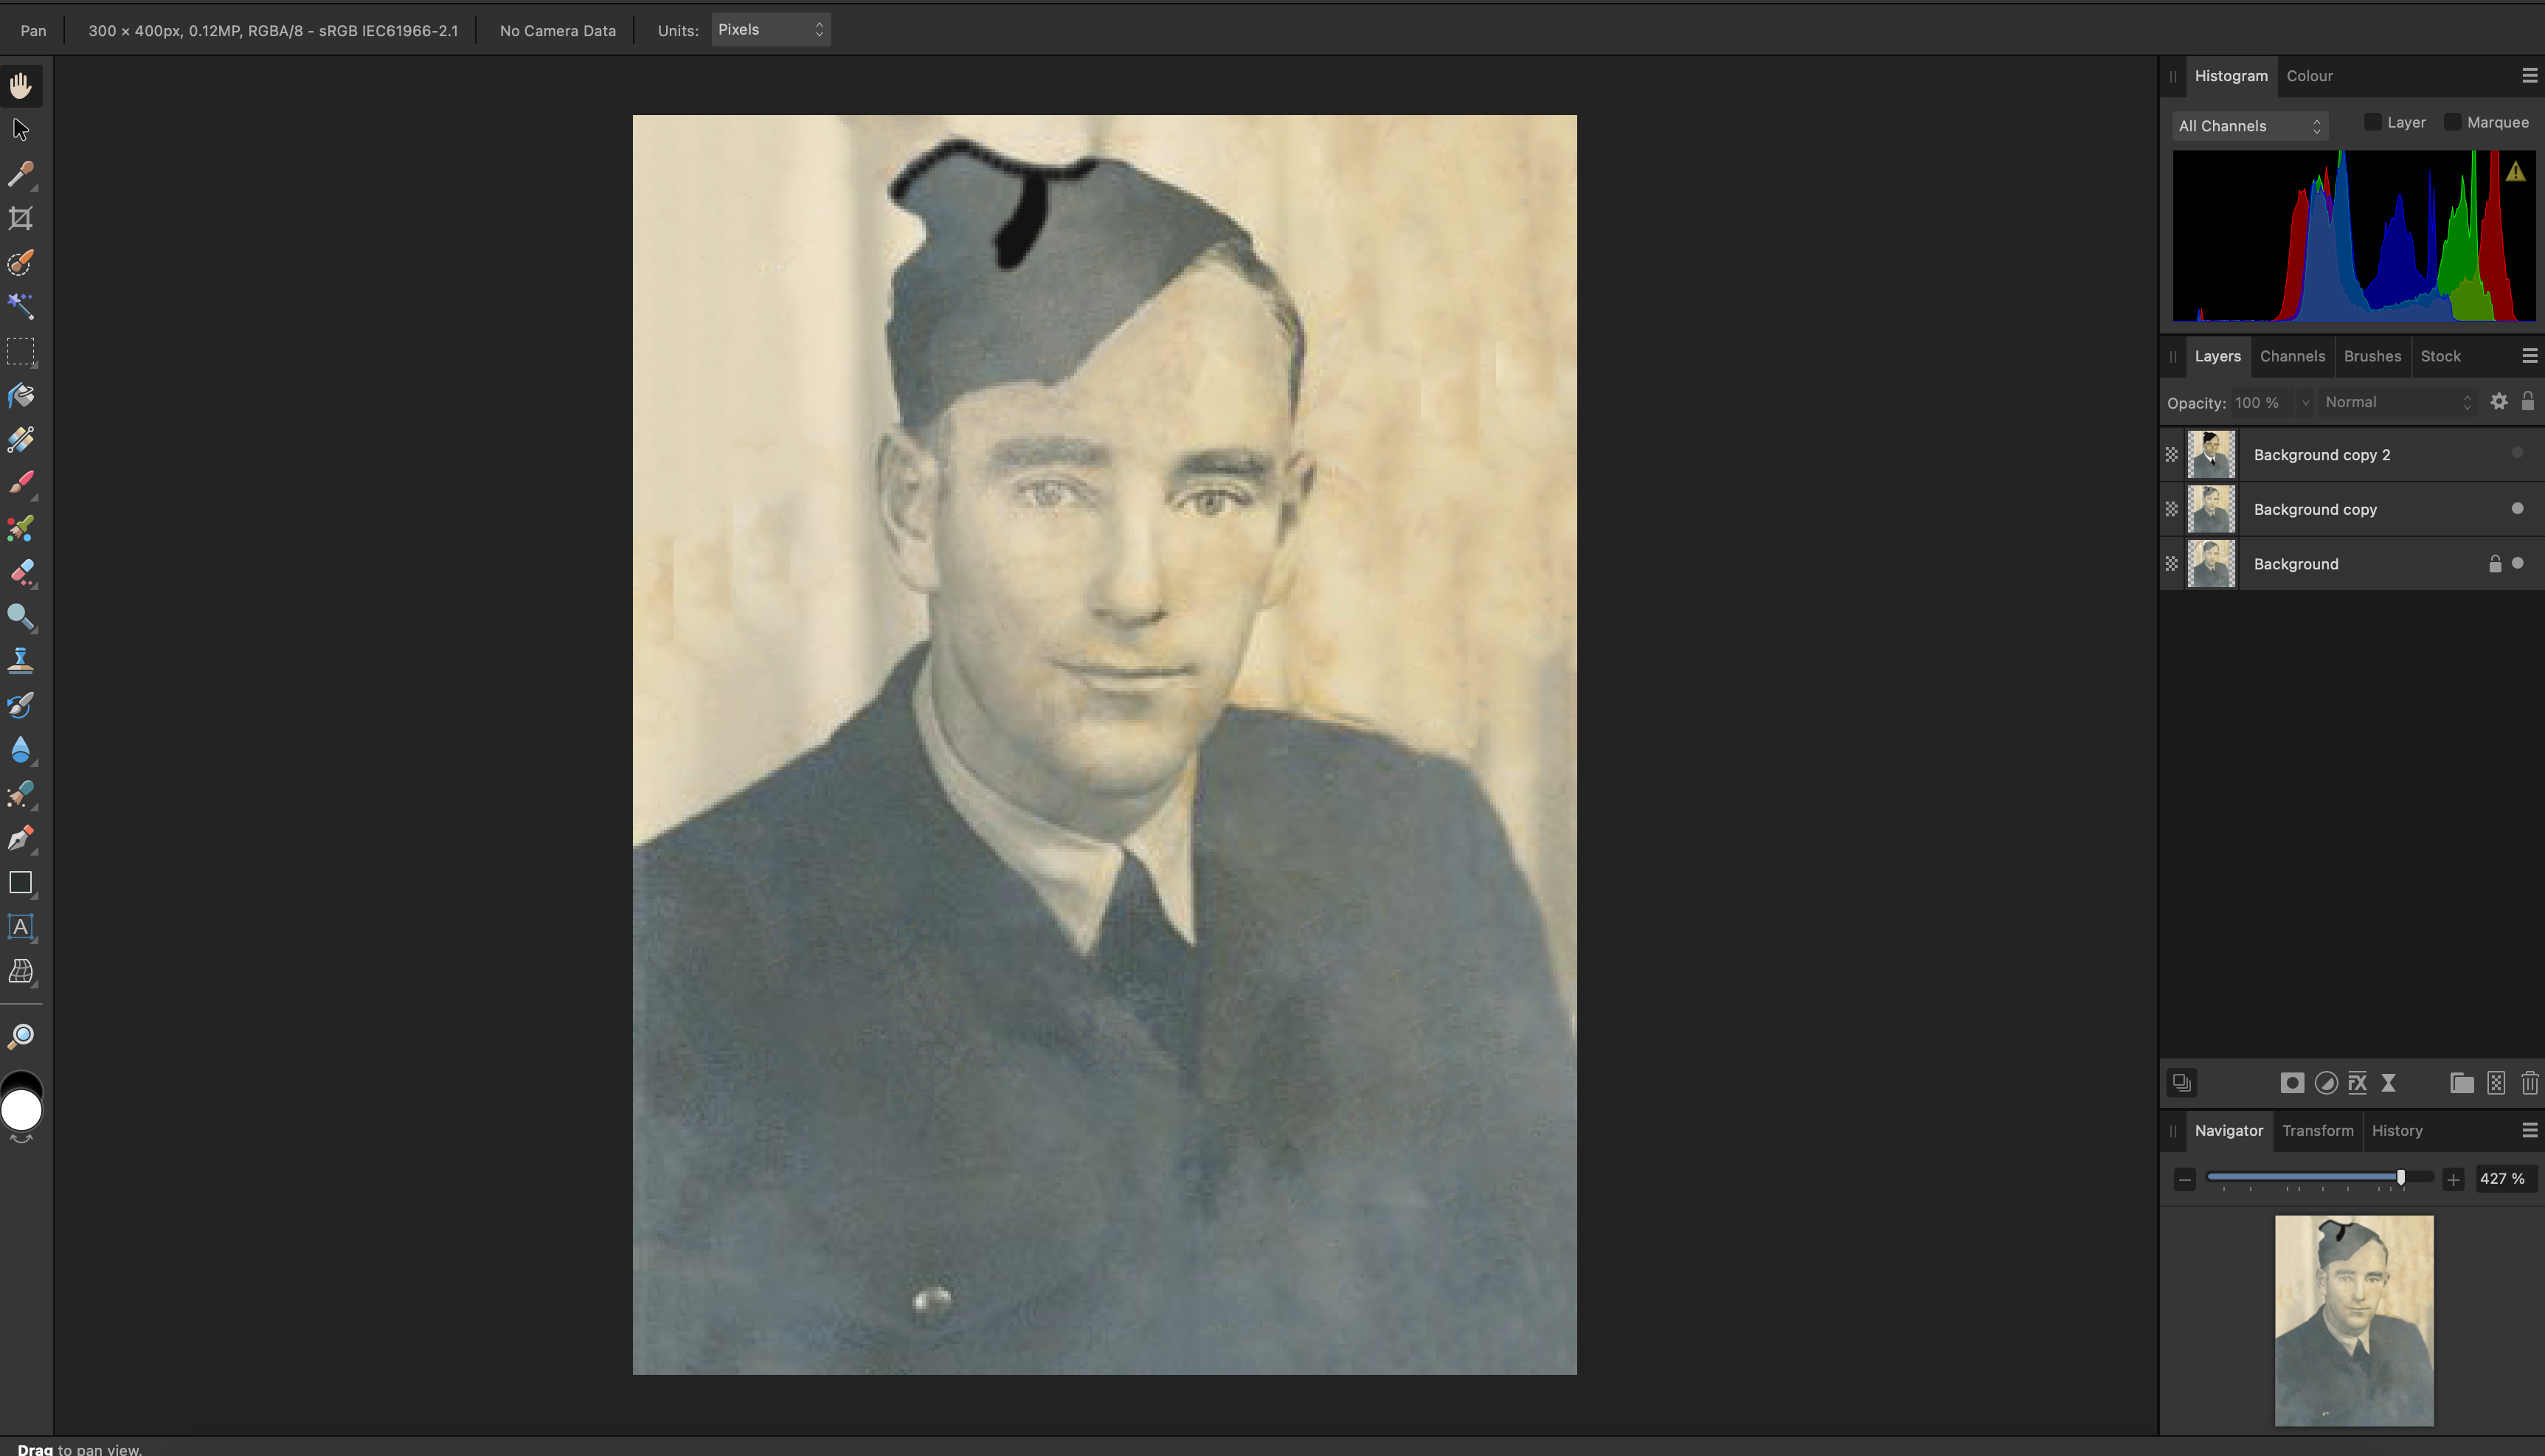 Pan 300 × 400px, 0.12MP, RGBA/8 - sRGB IEC61966-2.1 No Camera Data Units: Pixels
Histogram Colour
All Channels Layer Marquee
Layers Channels Brushes Stock
Opacity: 100 % Normal
Background copy 2
Background copy
Background
FX
Navigator Transform History
427 %
A
Drag to pan view.